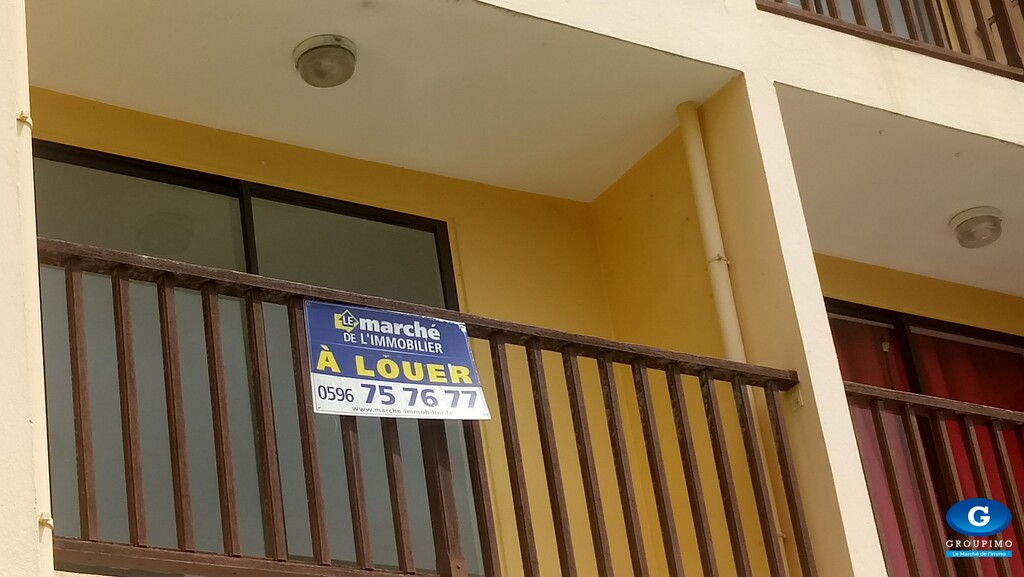 LE marché
DE L'IMMOBILIER
À LOUER
0596 75 76 77
www.marche-immobilier.fr
G
GROUPIMO
Le Marché de l'Immo